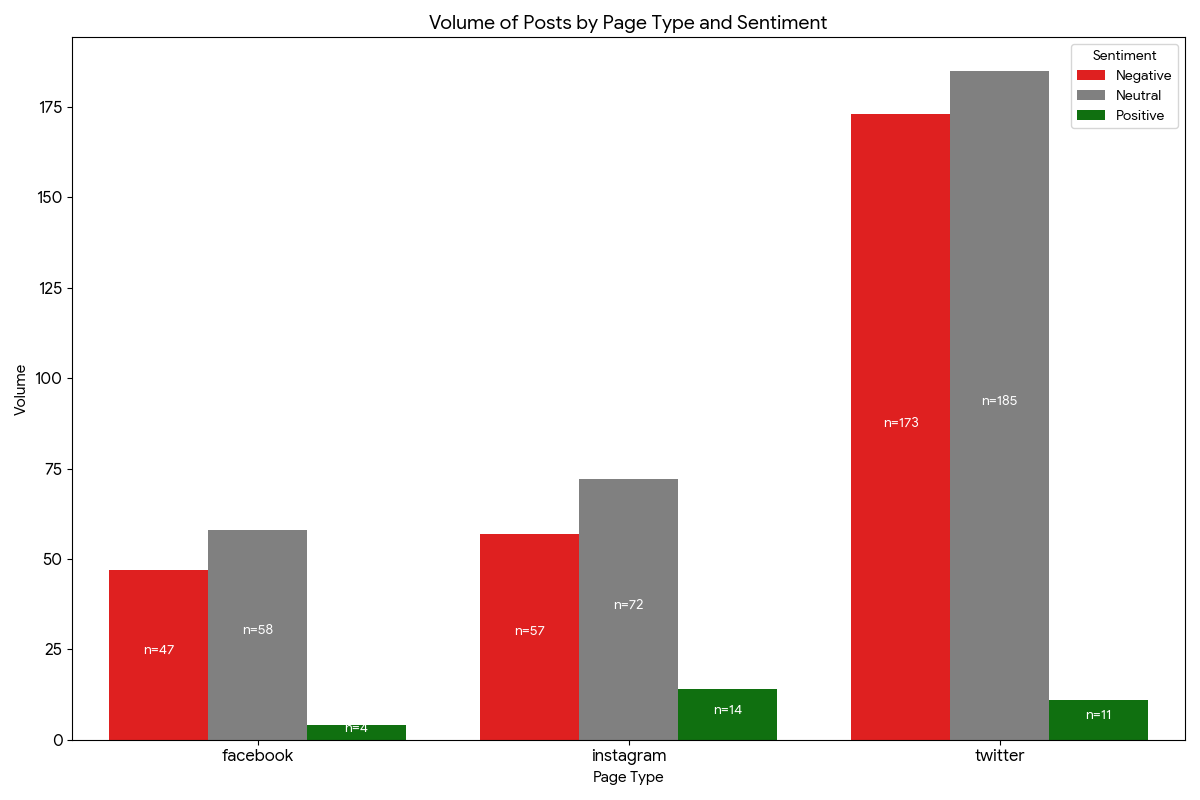 Volume of Posts by Page Type and Sentiment
Sentiment
Negative
Neutral
Positive
Volume
175
150
125
100
75
50
25
0
n=47
n=58
n=4
n=57
n=72
n=14
n=173
n=185
n=11
facebook
instagram
twitter
Page Type